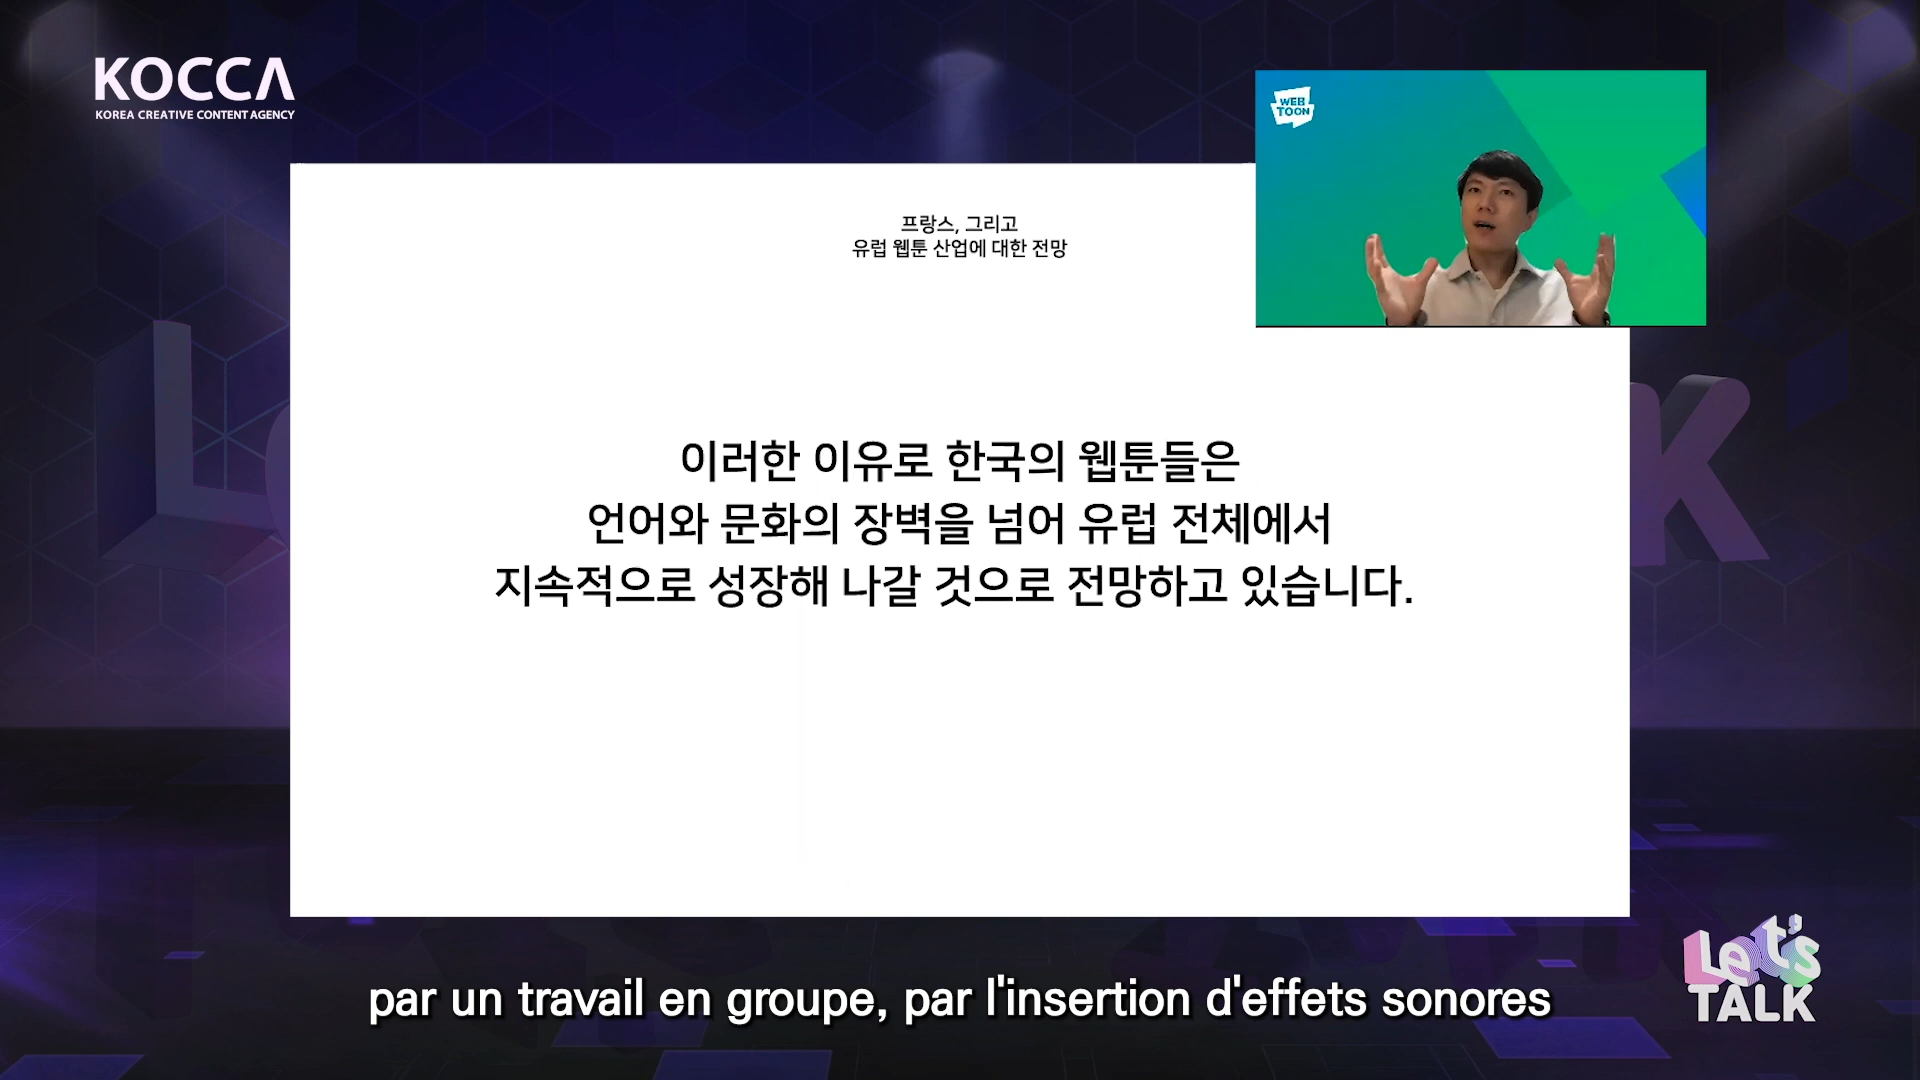 KOCCA
KOREA CREATIVE CONTENT AGENCY
WEB
TOON
프랑스, 그리고
유럽 웹툰 산업에 대한 전망
이러한 이유로 한국의 웹툰들은
언어와 문화의 장벽을 넘어 유럽 전체에서
지속적으로 성장해 나갈 것으로 전망하고 있습니다.
par un travail en groupe, par l'insertion d'effets sonores
Let's
TALK